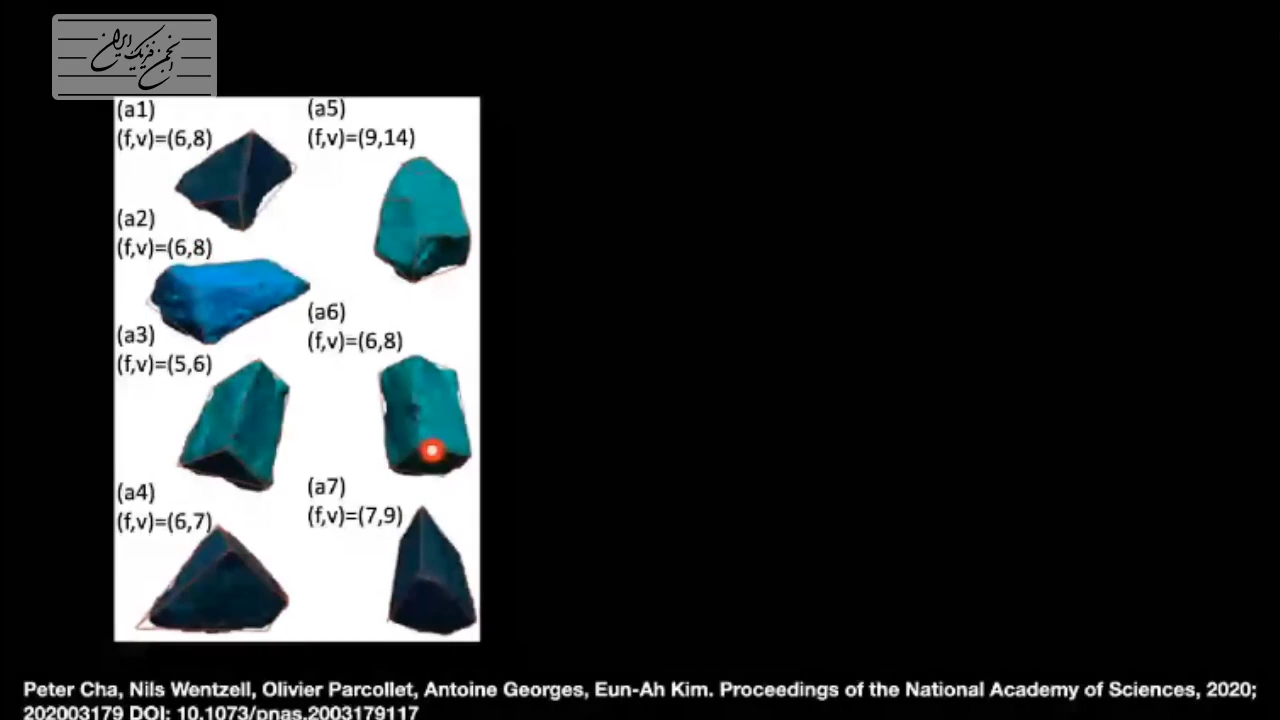 انجمن فیزیک ایران
(a1)
(f,v)=(6,8)
(a2)
(f,v)=(6,8)
(a3)
(f,v)=(5,6)
(a4)
(f,v)=(6,7)
(a5)
(f,v)=(9,14)
(a6)
(f,v)=(6,8)
(a7)
(f,v)=(7,9)
Peter Cha, Nils Wentzell, Olivier Parcollet, Antoine Georges, Eun-Ah Kim. Proceedings of the National Academy of Sciences, 2020;
202003179 DOI: 10.1073/pnas.2003179117